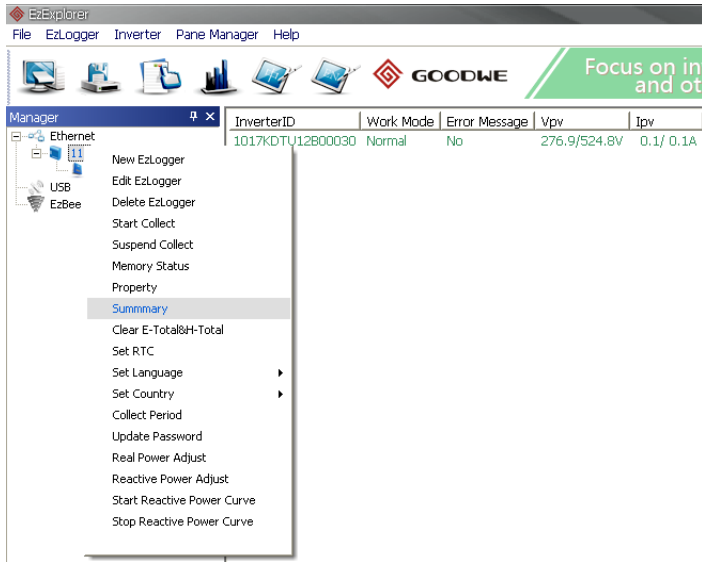 EzExplorer
File EzLogger Inverter Pane Manager Help
GOODWE
Focus on in
and ot
Manager
InverterID Work Mode Error Message Vpv Ipv
1017KDTU12B00030 Normal No 276.9/524.8V 0.1/ 0.1A
Ethernet
11
USB
EzBee
New EzLogger
Edit EzLogger
Delete EzLogger
Start Collect
Suspend Collect
Memory Status
Property
Summmary
Clear E-Total&H-Total
Set RTC
Set Language
Set Country
Collect Period
Update Password
Real Power Adjust
Reactive Power Adjust
Start Reactive Power Curve
Stop Reactive Power Curve